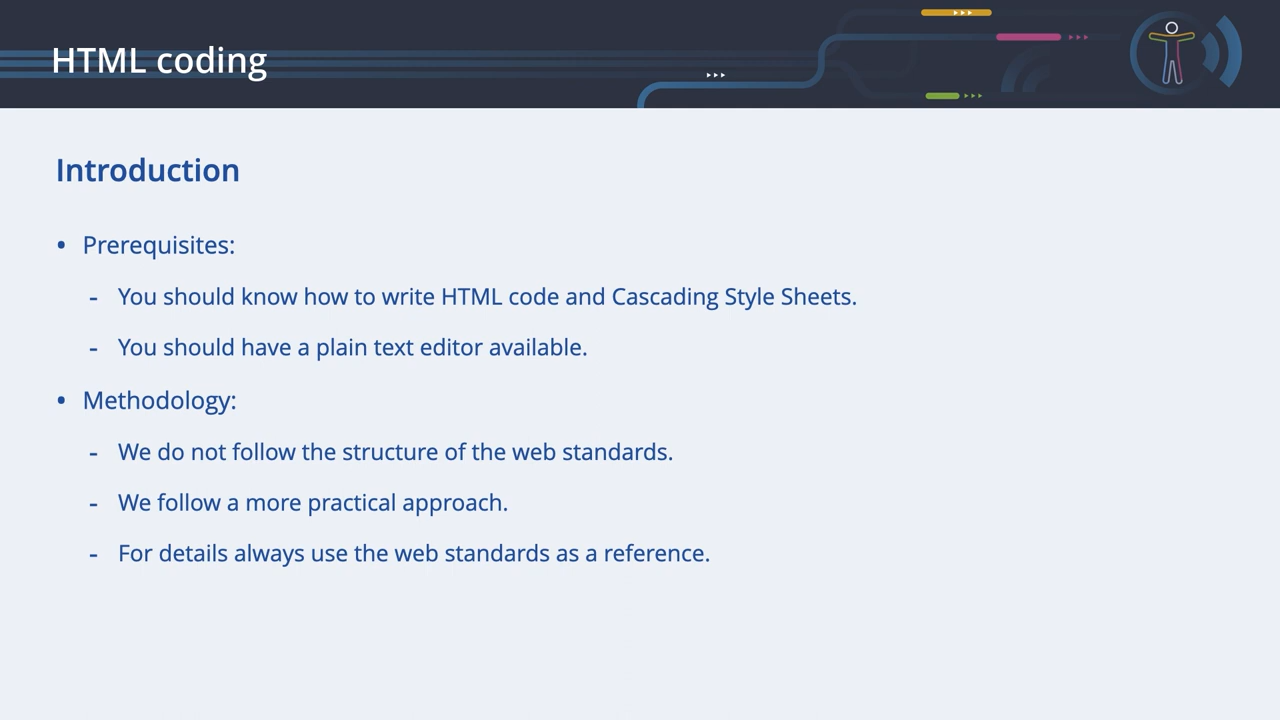 HTML coding
Introduction
• Prerequisites:
- You should know how to write HTML code and Cascading Style Sheets.
- You should have a plain text editor available.
• Methodology:
- We do not follow the structure of the web standards.
- We follow a more practical approach.
- For details always use the web standards as a reference.